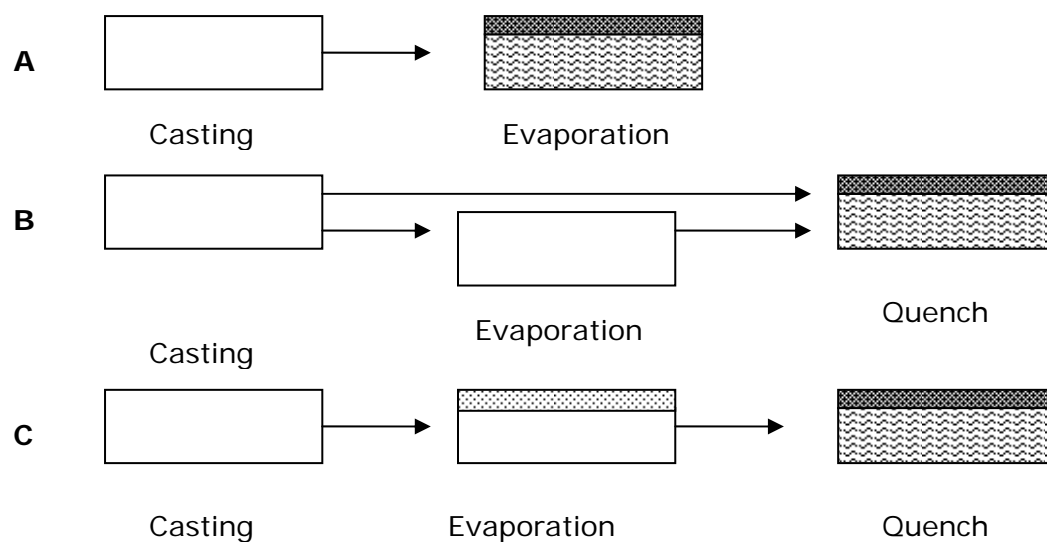 A
Casting
Evaporation
B
Evaporation
Quench
Casting
C
Casting
Evaporation
Quench